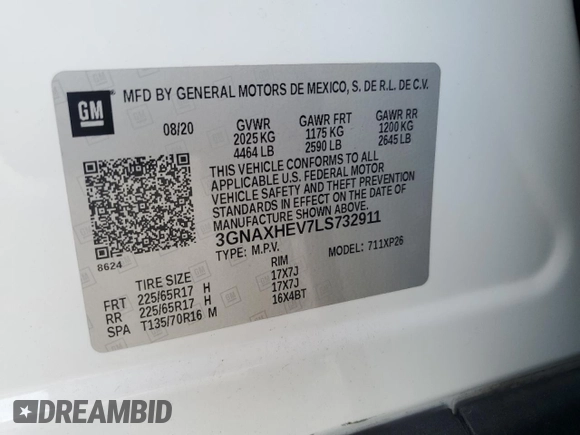 GM
MFD BY GENERAL MOTORS DE MEXICO, S. DE R.L. DE C.V.
08/20 GVWR GAWR FRT GAWR RR
2025 KG 1175 KG 1200 KG
4464 LB 2590 LB 2645 LB
THIS VEHICLE CONFORMS TO ALL
APPLICABLE U.S. FEDERAL MOTOR
VEHICLE SAFETY AND THEFT PREVENTION
STANDARDS IN EFFECT ON THE DATE OF
MANUFACTURE SHOWN ABOVE.
3GNAXHEV7LS732911
8624 TYPE: M.P.V. MODEL: 711XP26
TIRE SIZE RIM
FRT 225/65R17 H 17X7J
RR 225/65R17 H 17X7J
SPA T135/70R16 M 16X4BT
DREAMBID